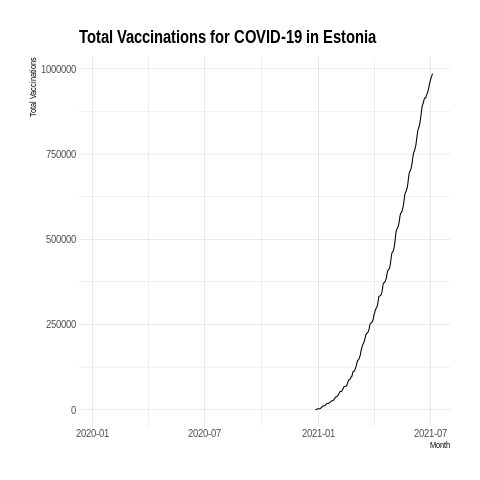 Total Vaccinations for COVID-19 in Estonia
Total Vaccinations
1000000
750000
500000
250000
0
2020-01 2020-07 2021-01 2021-07
Month